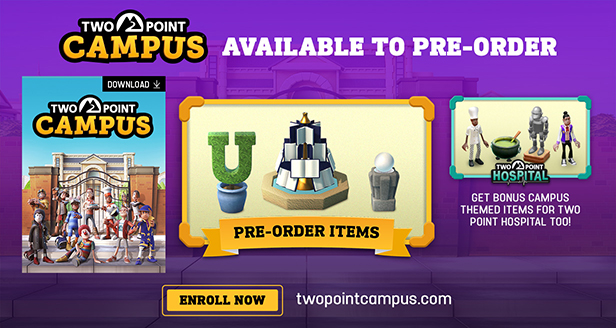 TWO POINT
CAMPUS
AVAILABLE TO PRE-ORDER
DOWNLOAD
TWO POINT
CAMPUS
PRE-ORDER ITEMS
TWO POINT
HOSPITAL
GET BONUS CAMPUS
THEMED ITEMS FOR TWO
POINT HOSPITAL TOO!
ENROLL NOW
twopointcampus.com